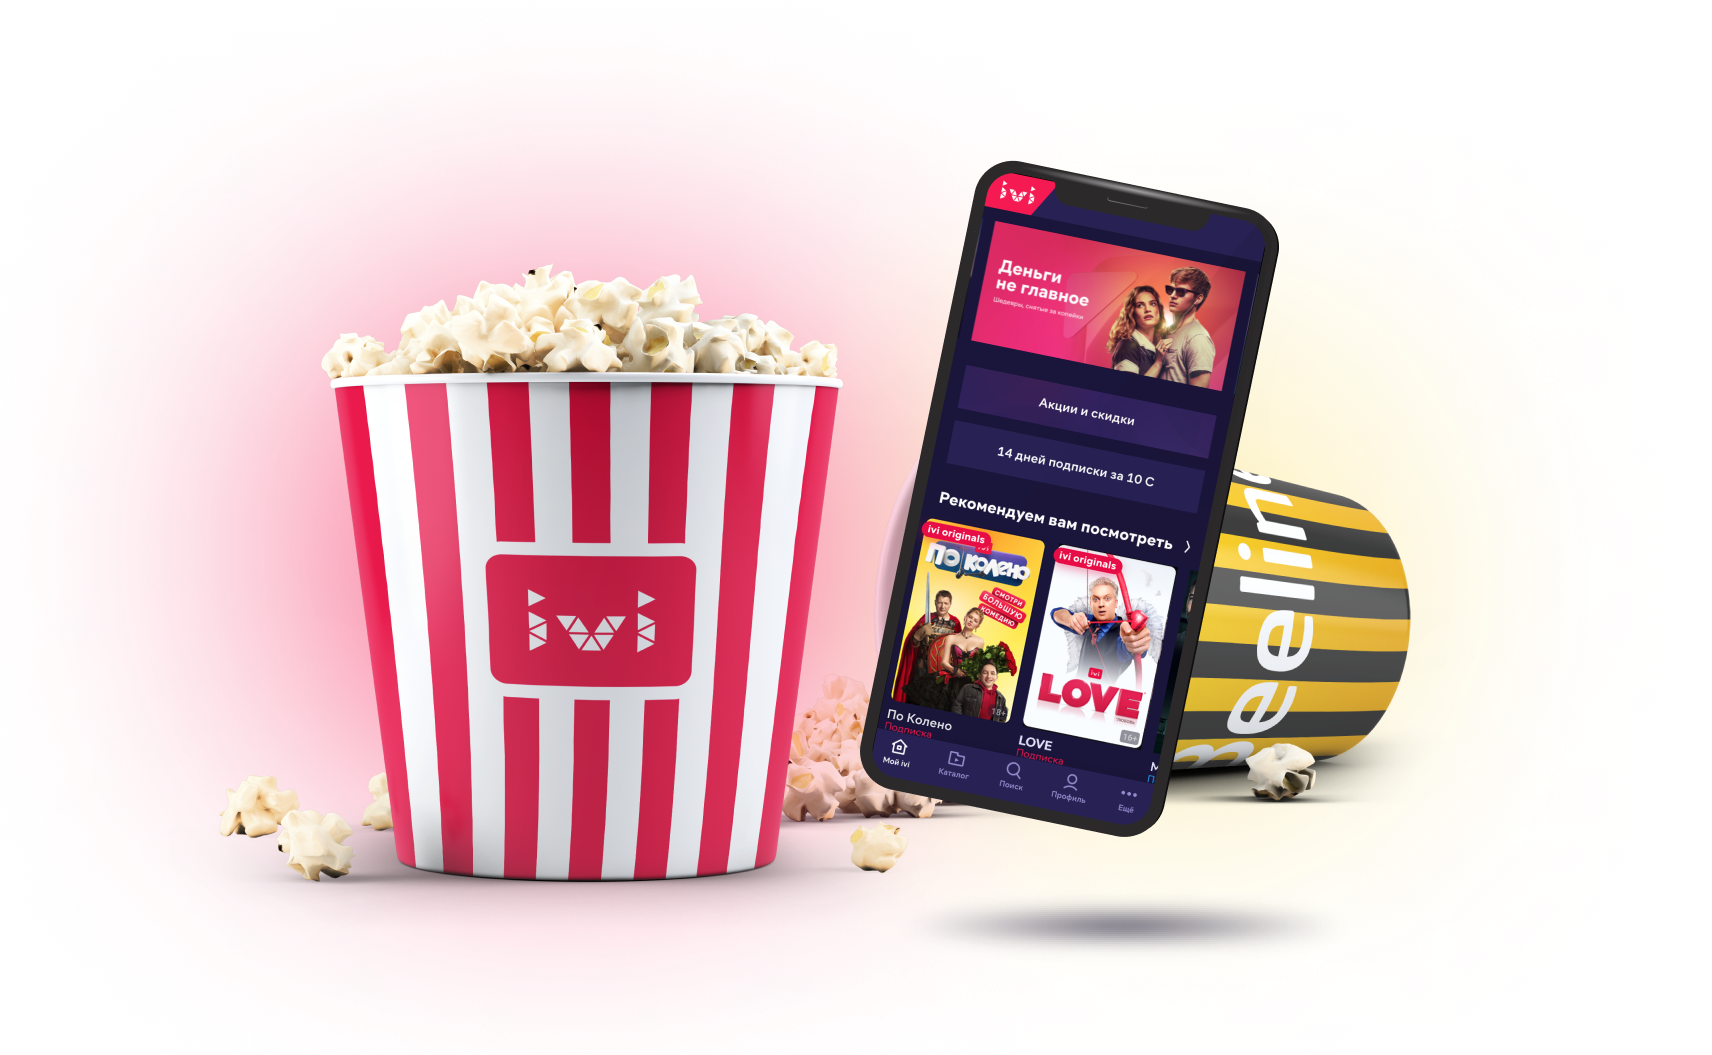 ivi
ivi
Деньги
не главное
Шедевры, снятые за копейки
Акции и скидки
14 дней подписки за 10 С
Рекомендуем вам посмотреть
ivi originals
По колено
СМОТРИ
БОЛЬШУЮ
КОМЕДИЮ
18+
По Колено
Подписка
ivi originals
ivi
LOVE
16+
LOVE
Подписка
М
П
Мой ivi
Каталог
Поиск
Профиль
Ещё
Beeline